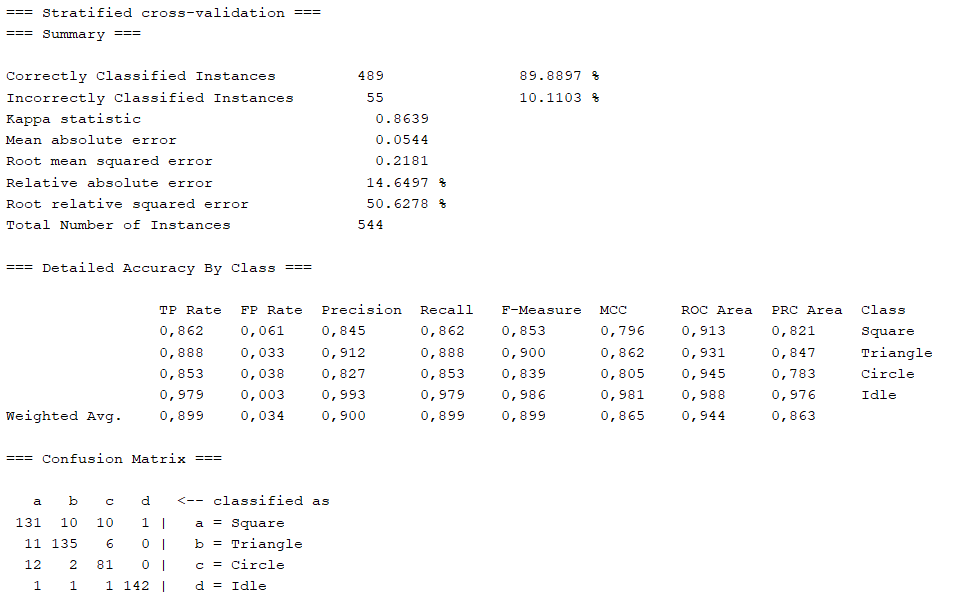 === Stratified cross-validation ===
=== Summary ===
Correctly Classified Instances 489 89.8897 %
Incorrectly Classified Instances 55 10.1103 %
Kappa statistic 0.8639
Mean absolute error 0.0544
Root mean squared error 0.2181
Relative absolute error 14.6497 %
Root relative squared error 50.6278 %
Total Number of Instances 544
=== Detailed Accuracy By Class ===
TP Rate FP Rate Precision Recall F-Measure MCC ROC Area PRC Area Class
0,862 0,061 0,845 0,862 0,853 0,796 0,913 0,821 Square
0,888 0,033 0,912 0,888 0,900 0,862 0,931 0,847 Triangle
0,853 0,038 0,827 0,853 0,839 0,805 0,945 0,783 Circle
0,979 0,003 0,993 0,979 0,986 0,981 0,988 0,976 Idle
Weighted Avg. 0,899 0,034 0,900 0,899 0,899 0,865 0,944 0,863
=== Confusion Matrix ===
a b c d <-- classified as
131 10 10 1 | a = Square
11 135 6 0 | b = Triangle
12 2 81 0 | c = Circle
1 1 1 142 | d = Idle